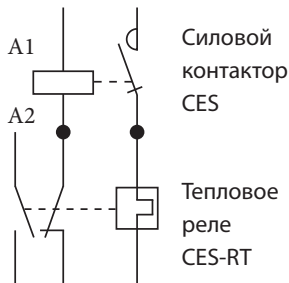 A1
Силовой
контактор
CES
A2
Тепловое
реле
CES-RT